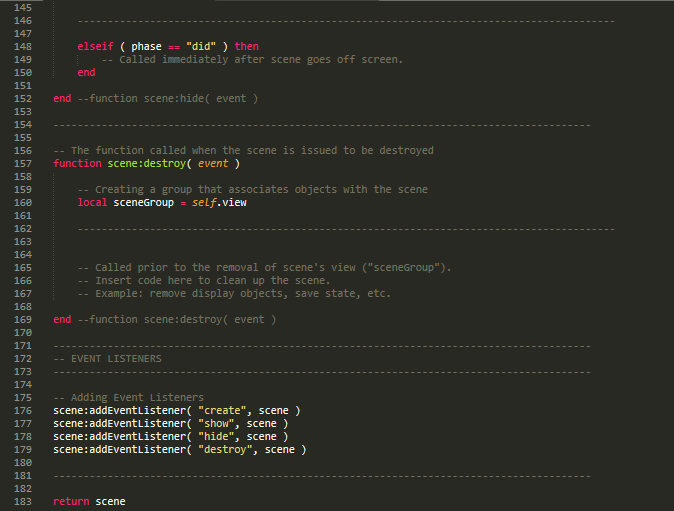 145
146 -----------------------------------------------------------------------------------------
147
148 elseif ( phase == "did" ) then
149 -- Called immediately after scene goes off screen.
150 end
151
152 end --function scene:hide( event )
153
154 -----------------------------------------------------------------------------------------
155
156 -- The function called when the scene is issued to be destroyed
157 function scene:destroy( event )
158
159 -- Creating a group that associates objects with the scene
160 local sceneGroup = self.view
161
162 -----------------------------------------------------------------------------------------
163
164
165 -- Called prior to the removal of scene's view ("sceneGroup").
166 -- Insert code here to clean up the scene.
167 -- Example: remove display objects, save state, etc.
168
169 end --function scene:destroy( event )
170
171 -----------------------------------------------------------------------------------------
172 -- EVENT LISTENERS
173 -----------------------------------------------------------------------------------------
174
175 -- Adding Event Listeners
176 scene:addEventListener( "create", scene )
177 scene:addEventListener( "show", scene )
178 scene:addEventListener( "hide", scene )
179 scene:addEventListener( "destroy", scene )
180
181 -----------------------------------------------------------------------------------------
182
183 return scene